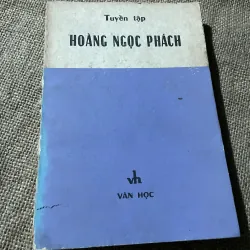 Tuyển tập
HOÀNG NGỌC PHÁCH
vh
VĂN HỌC